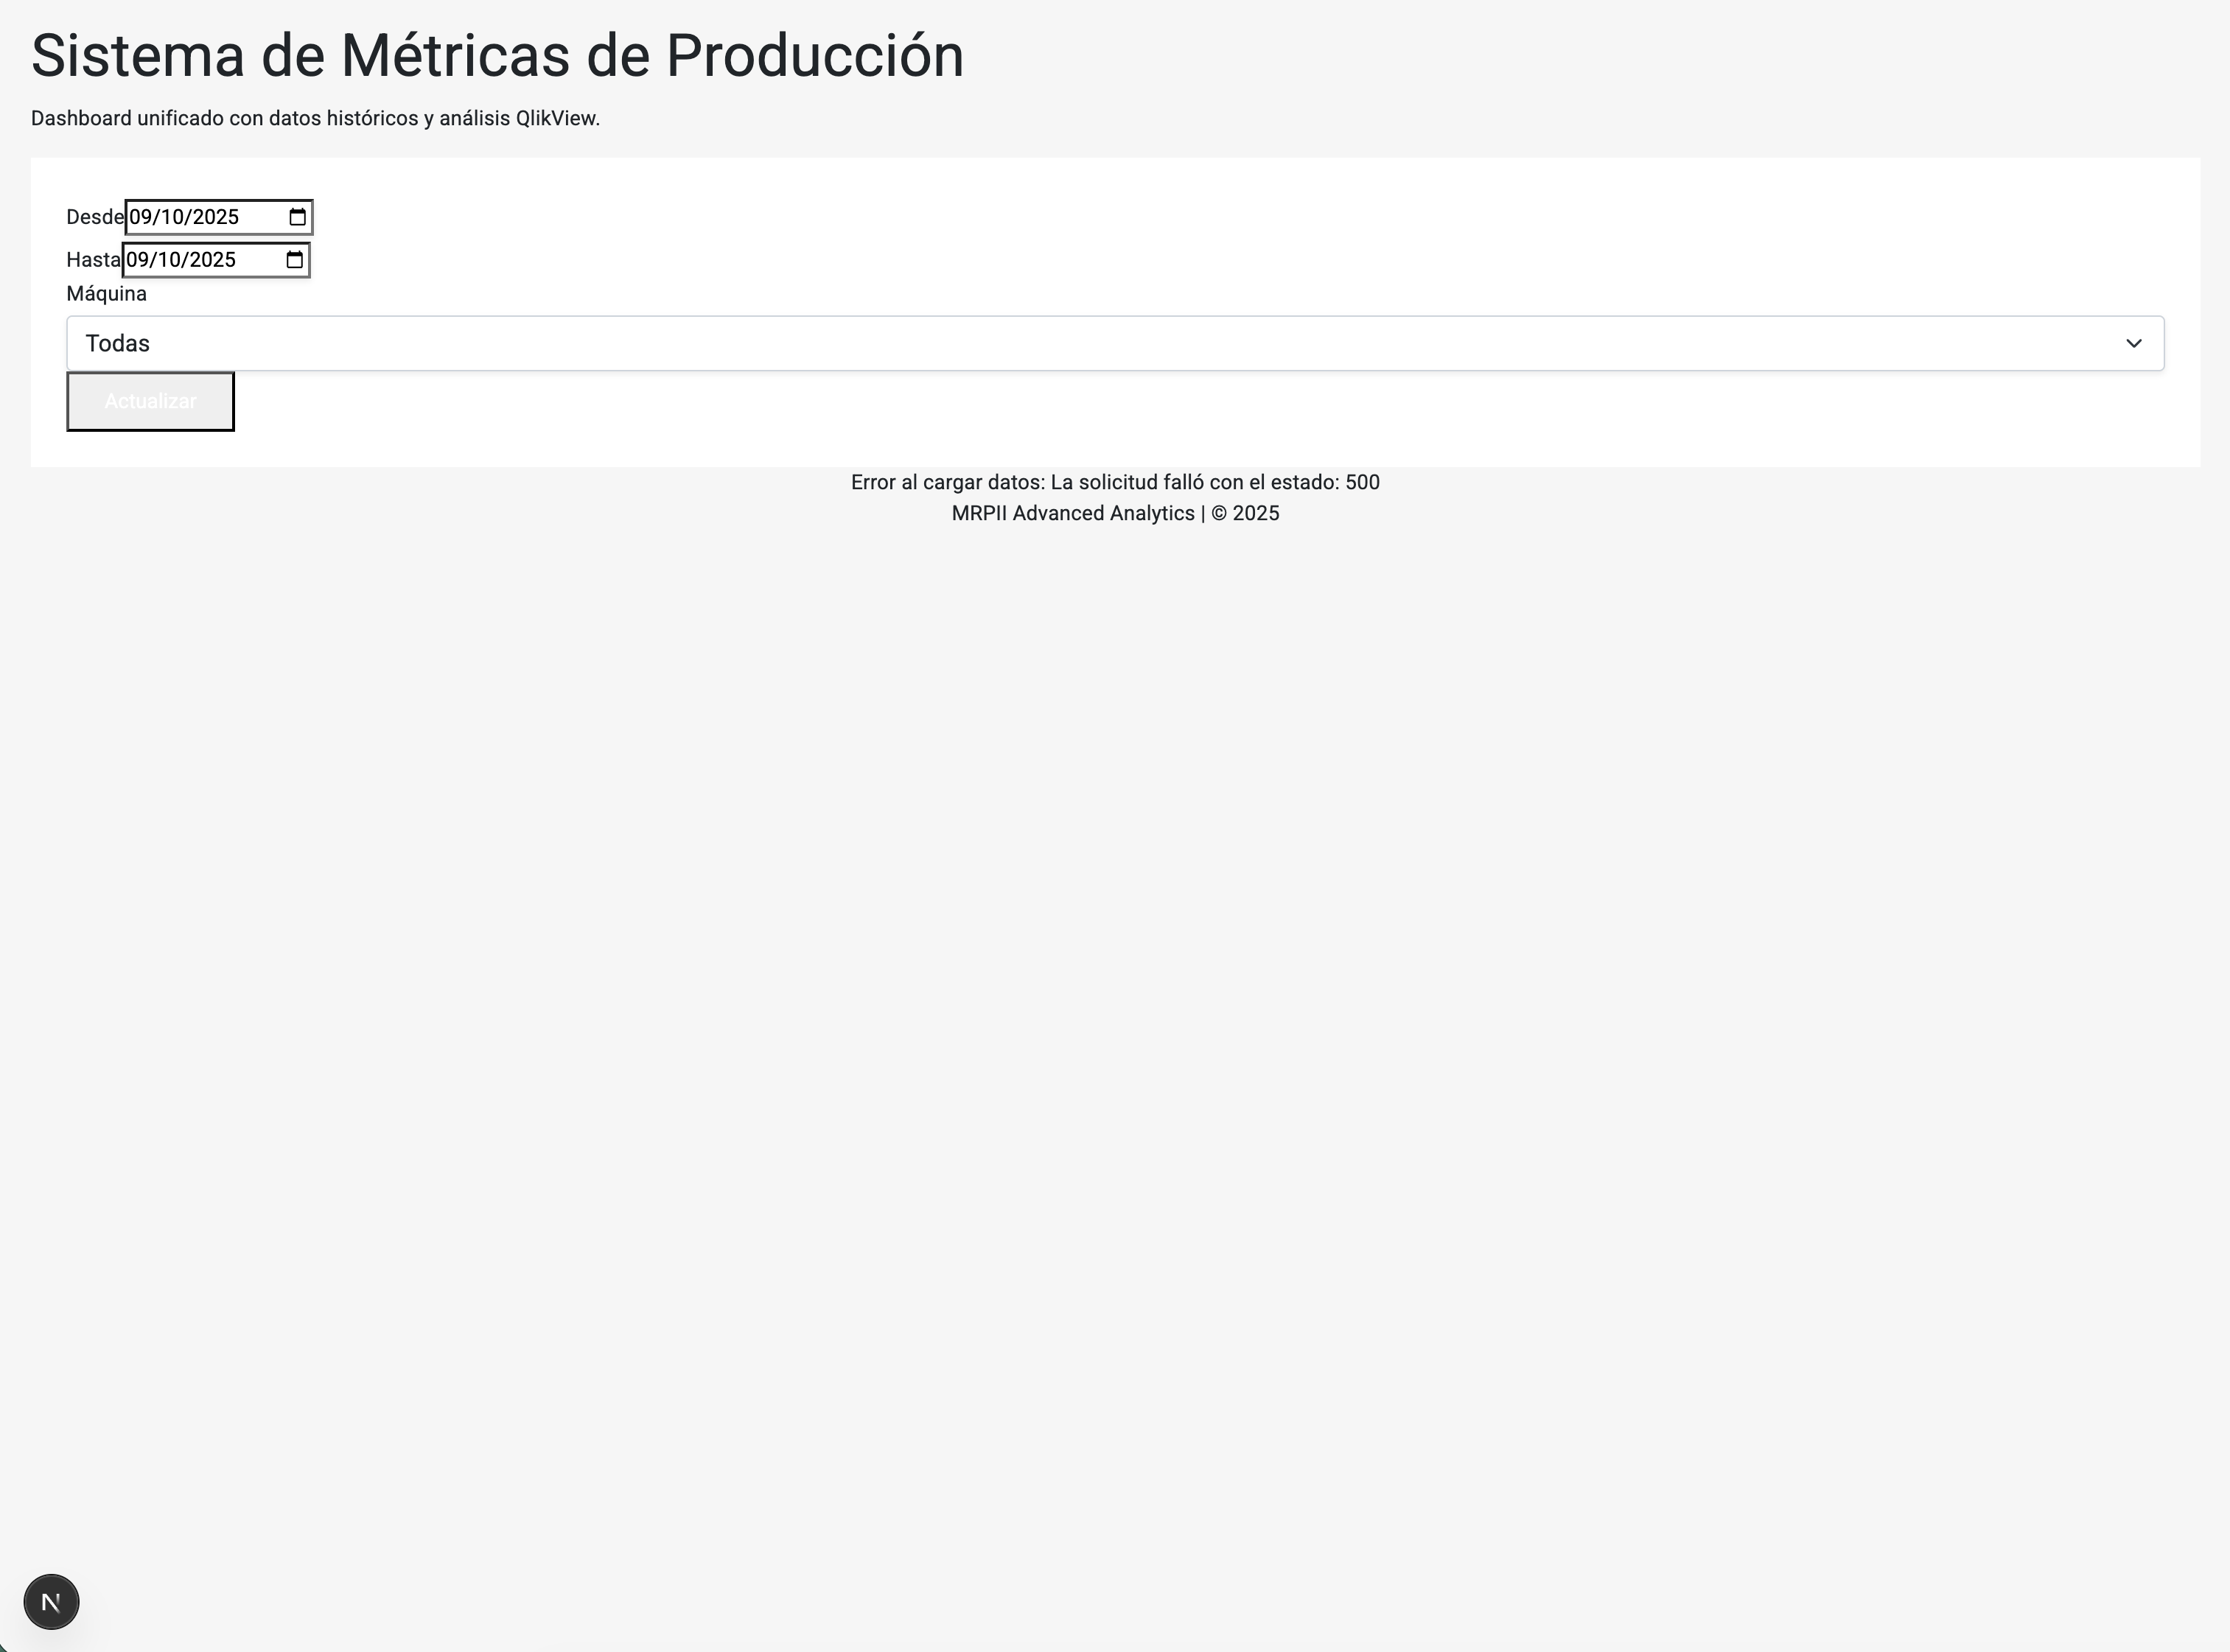 Sistema de Métricas de Producción
Dashboard unificado con datos históricos y análisis QlikView.
Desde 09/10/2025
Hasta 09/10/2025
Máquina
Todas
Actualizar
Error al cargar datos: La solicitud falló con el estado: 500
MRPII Advanced Analytics | © 2025
N